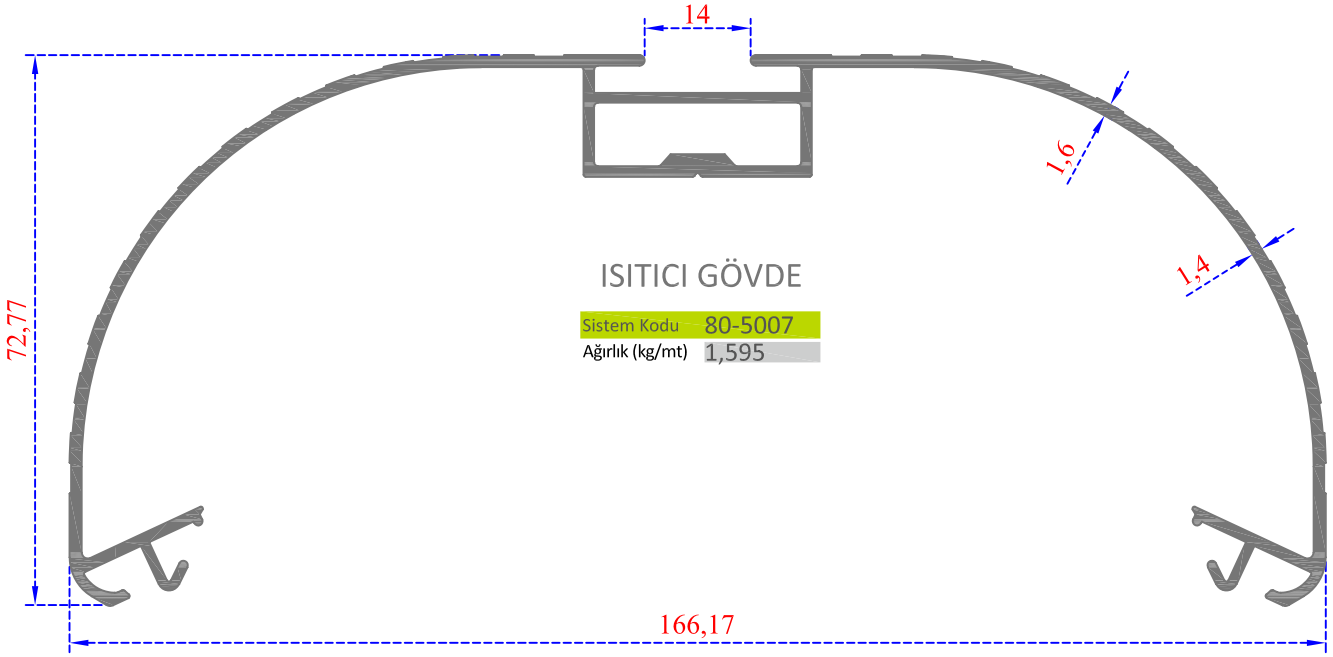 14
1,6
1,4
72,77
ISITICI GÖVDE
Sistem Kodu 80-5007
Ağırlık (kg/mt) 1,595
166,17